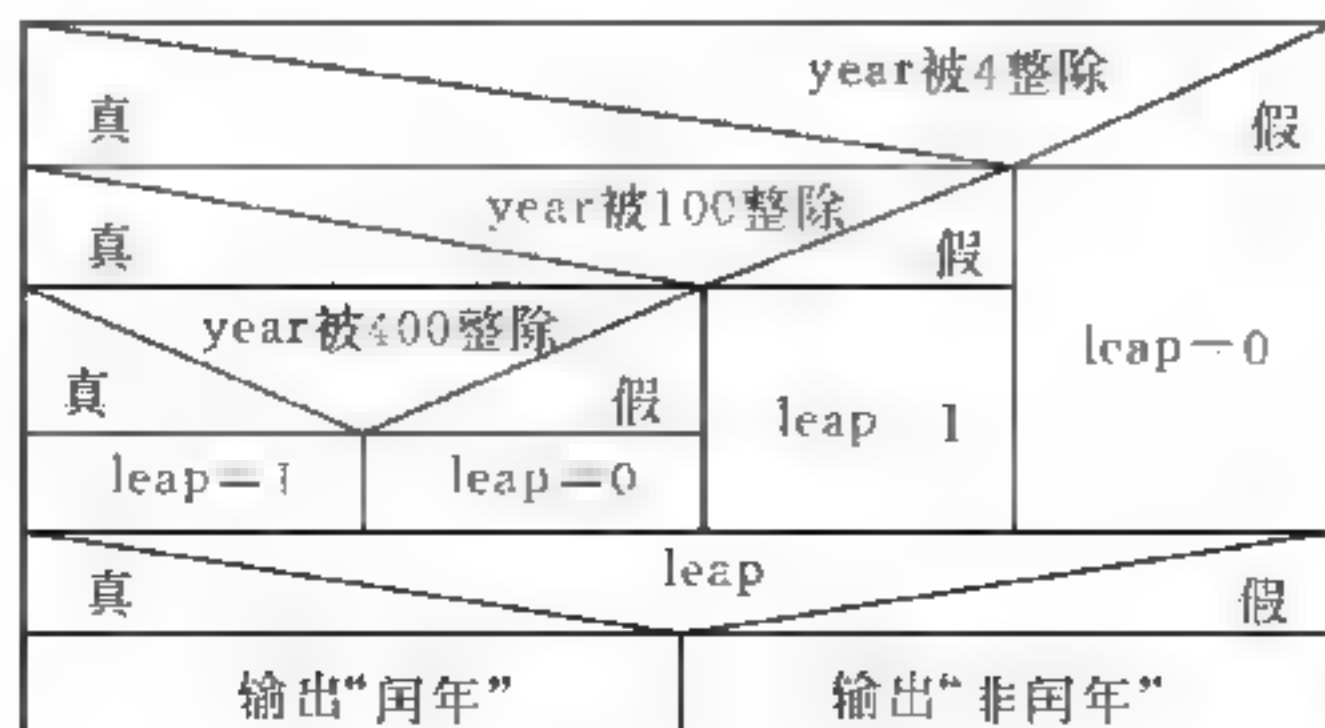 year被4整除
真 假
year被100整除
真 假
year被400整除
真 假
leap=0
leap 1
leap=1 leap=0
leap
真 假
输出“闰年” 输出“非闰年”